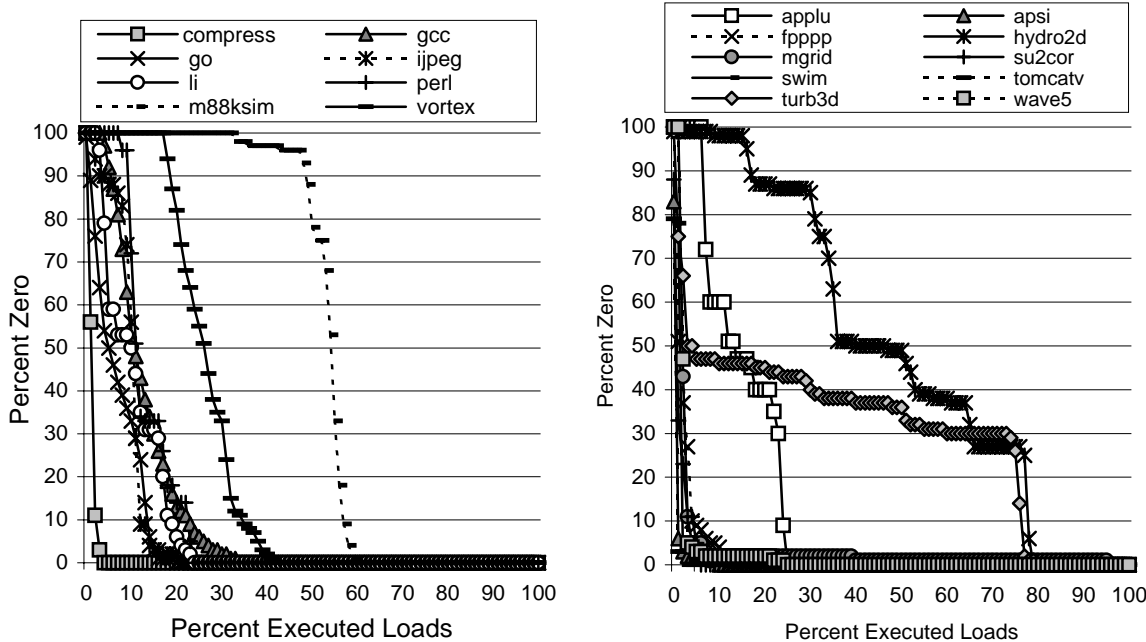 compress gcc
go ijpeg
li perl
m88ksim vortex
Percent Zero
100
90
80
70
60
50
40
30
20
10
0
0 10 20 30 40 50 60 70 80 90 100
Percent Executed Loads
applu apsi
fpppp hydro2d
mgrid su2cor
swim tomcatv
turb3d wave5
Percent Zero
100
90
80
70
60
50
40
30
20
10
0
0 10 20 30 40 50 60 70 80 90 100
Percent Executed Loads